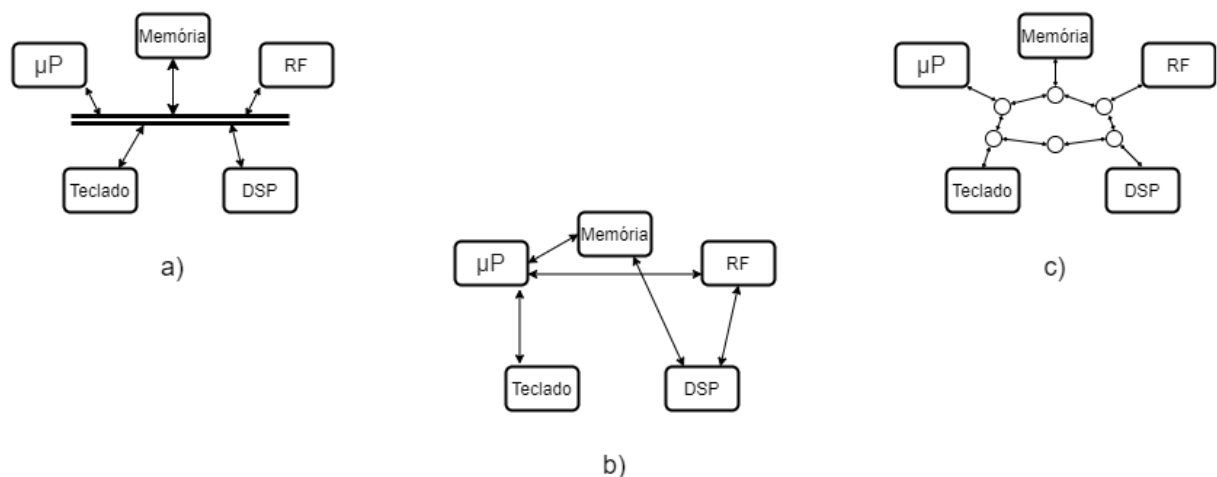 Memória
µP
RF
Teclado
DSP
a)
Memória
µP
RF
Teclado
DSP
b)
Memória
µP
RF
Teclado
DSP
c)